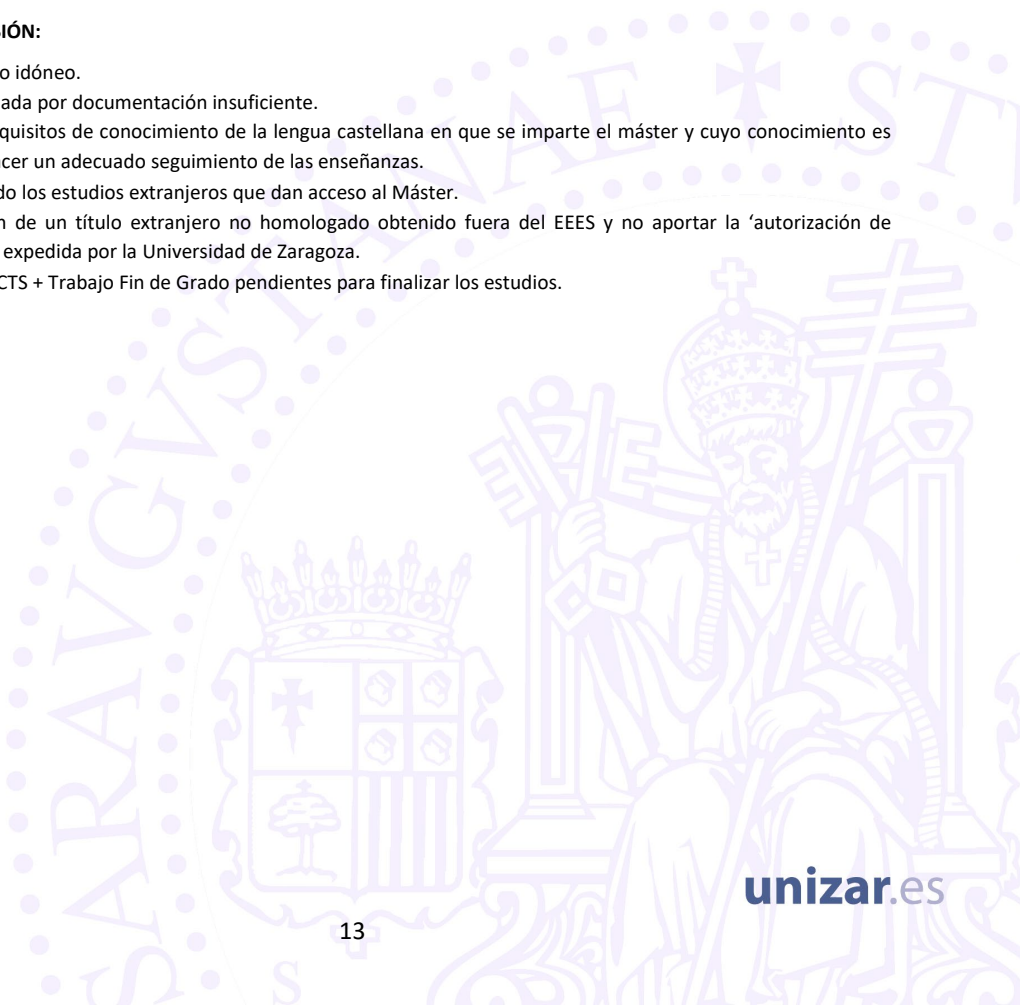 SIÓN:
o idóneo.
ada por documentación insuficiente.
quisitos de conocimiento de la lengua castellana en que se imparte el máster y cuyo conocimiento es
cer un adecuado seguimiento de las enseñanzas.
do los estudios extranjeros que dan acceso al Máster.
n de un título extranjero no homologado obtenido fuera del EEES y no aportar la ‘autorización de
expedida por la Universidad de Zaragoza.
CTS + Trabajo Fin de Grado pendientes para finalizar los estudios.
SARAVGVSTANAE ST
unizar.es
13
S